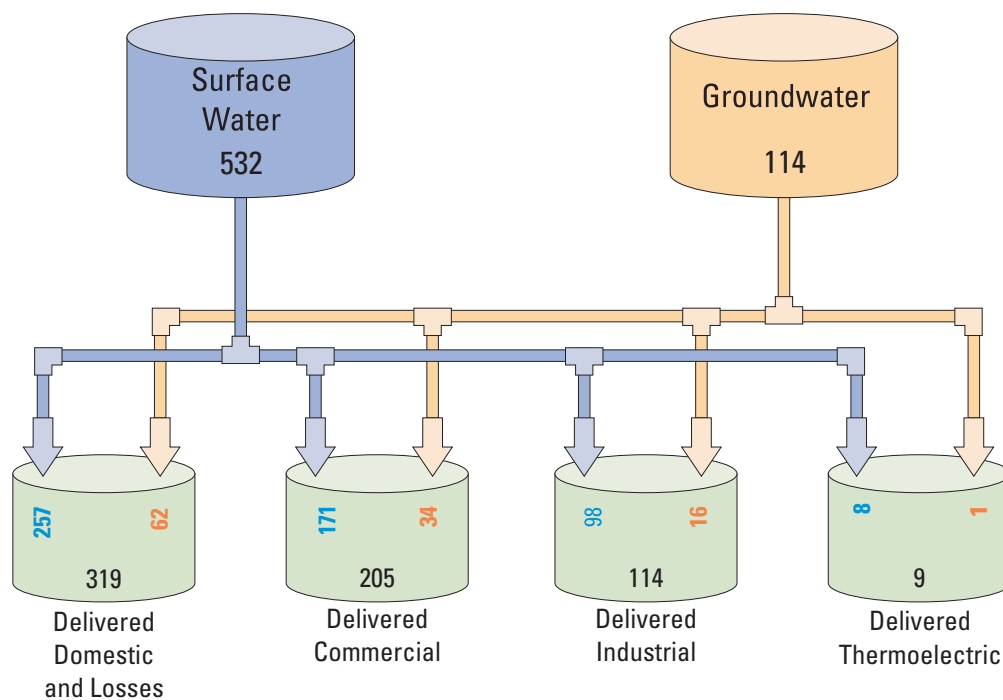 Surface
Water
532
Groundwater
114
257
62
319
Delivered
Domestic
and Losses
171
34
205
Delivered
Commercial
98
16
114
Delivered
Industrial
8
1
9
Delivered
Thermoelectric